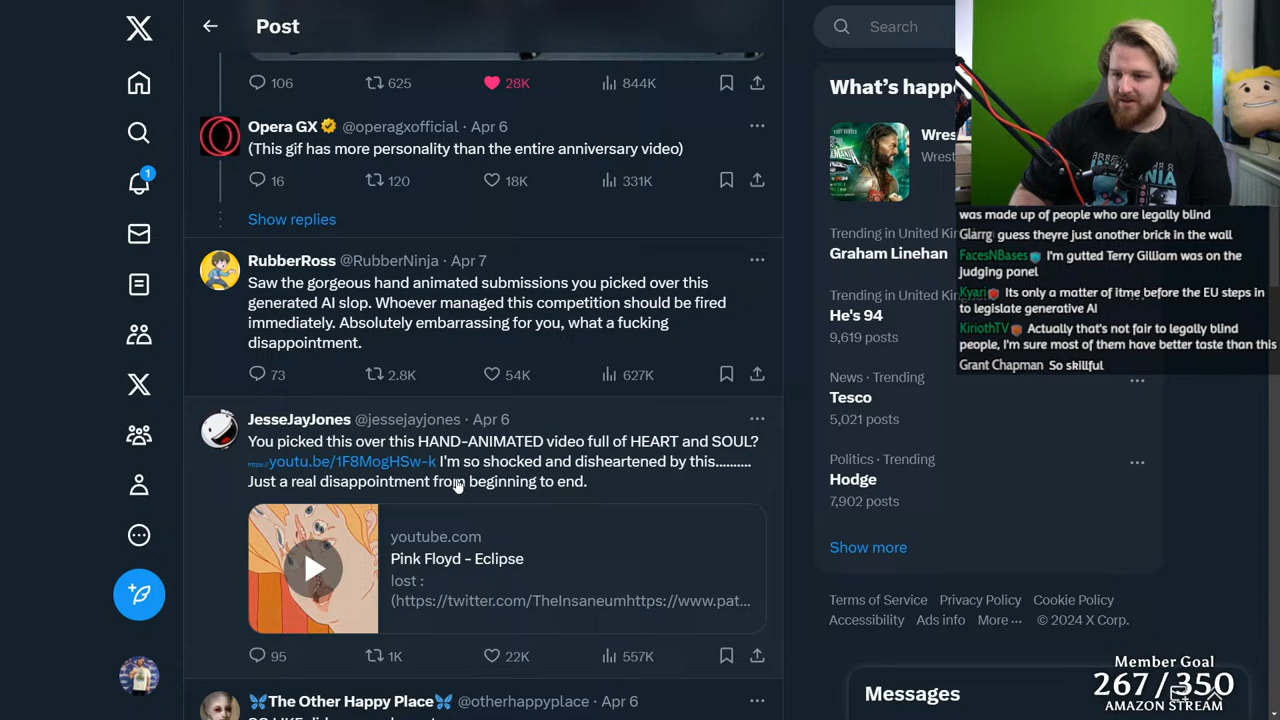 Post
Search
106
625
28K
844K
Opera GX @operagxofficial · Apr 6
(This gif has more personality than the entire anniversary video)
16
120
18K
331K
Show replies
RubberRoss @RubberNinja · Apr 7
Saw the gorgeous hand animated submissions you picked over this
generated AI slop. Whoever managed this competition should be fired
immediately. Absolutely embarrassing for you, what a fucking
disappointment.
73
2.8K
54K
627K
JesseJayJones @jessejayjones · Apr 6
You picked this over this HAND-ANIMATED video full of HEART and SOUL?
https://youtu.be/1F8MogHSw-k I'm so shocked and disheartened by this..........
Just a real disappointment from beginning to end.
youtube.com
Pink Floyd - Eclipse
lost :
(https://twitter.com/TheInsaneumhttps://www.pat...
95
1K
22K
557K
The Other Happy Place @otherhappyplace · Apr 6
1
What's happe
Wres
Wrest
Trending in United
Graham Linehan
Trending in United Kin
He's 94
9,619 posts
Trending in United Kingdom
Tesco
5,021 posts
News · Trending
Politics · Trending
Hodge
7,902 posts
Show more
Terms of Service Privacy Policy Cookie Policy
Accessibility Ads info More ··· © 2024 X Corp.
Messages
was made up of people who are legally blind
Glarrg guess theyre just another brick in the wall
FacesNBases I'm gutted Terry Gilliam was on the
judging panel
Kyari Its only a matter of itme before the EU steps in
to legislate generative AI
KiriothTV Actually that's not fair to legally blind
people, I'm sure most of them have better taste than this
Grant Chapman So skillful
Member Goal
267/350
AMAZON STREAM